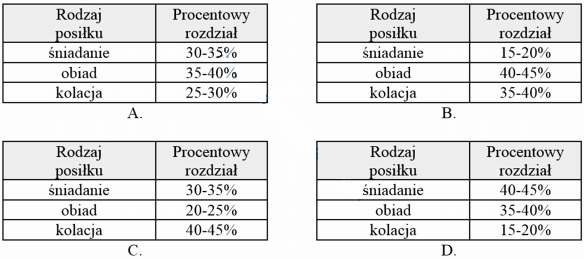 Rodzaj posiłku Procentowy rozdział
śniadanie 30-35%
obiad 35-40%
kolacja 25-30%
A.
Rodzaj posiłku Procentowy rozdział
śniadanie 15-20%
obiad 40-45%
kolacja 35-40%
B.
Rodzaj posiłku Procentowy rozdział
śniadanie 30-35%
obiad 20-25%
kolacja 40-45%
C.
Rodzaj posiłku Procentowy rozdział
śniadanie 40-45%
obiad 35-40%
kolacja 15-20%
D.